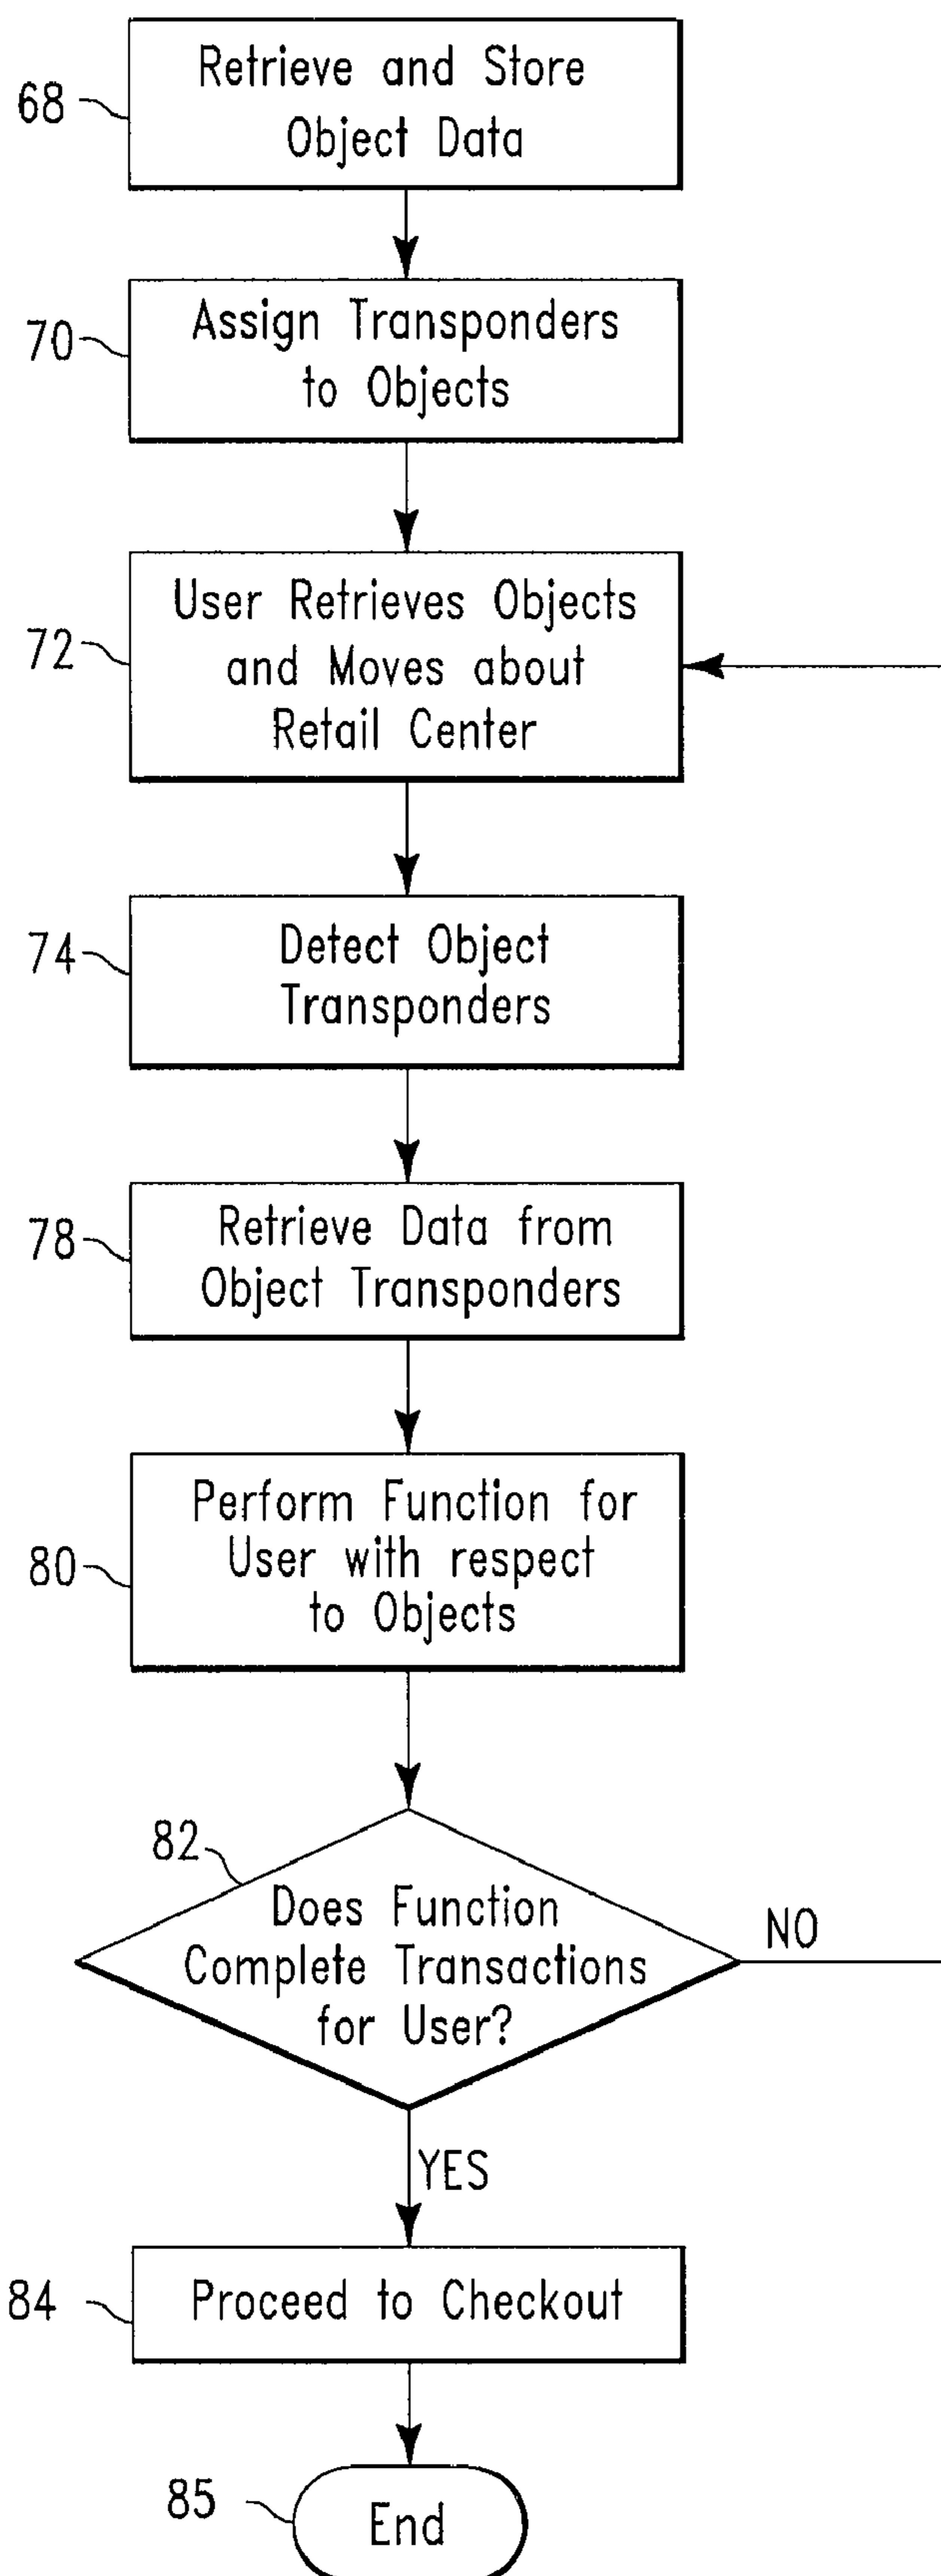 68
Retrieve and Store
Object Data
70
Assign Transponders
to Objects
72
User Retrieves Objects
and Moves about
Retail Center
74
Detect Object
Transponders
78
Retrieve Data from
Object Transponders
80
Perform Function for
User with respect
to Objects
82
Does Function
Complete Transactions
for User?
NO
YES
84
Proceed to Checkout
85
End